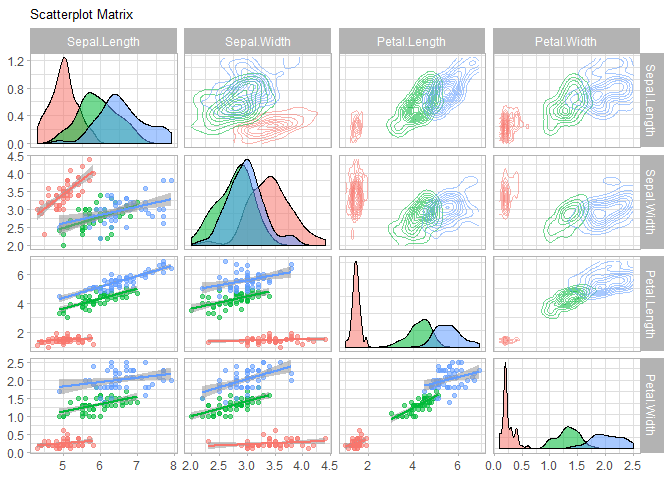 Scatterplot Matrix
Sepal.Length Sepal.Width Petal.Length Petal.Width
1.2
0.8
0.4
0.0
Sepal.Length
4.5
4.0
3.5
3.0
2.5
2.0
Sepal.Width
6
4
2
Petal.Length
2.5
2.0
1.5
1.0
0.5
0.0
Petal.Width
5 6 7 8 2.0 2.5 3.0 3.5 4.0 4.5 2 4 6 0.0 0.5 1.0 1.5 2.0 2.5